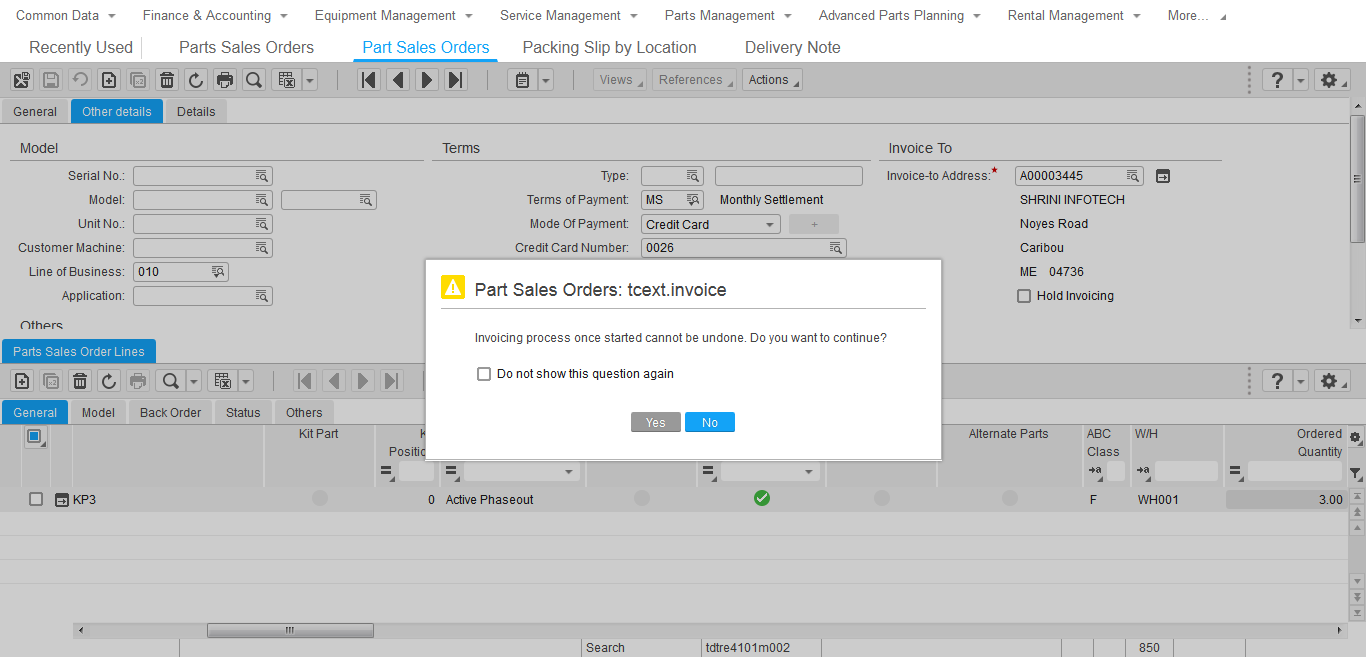 Common Data Finance & Accounting Equipment Management Service Management Parts Management Advanced Parts Planning Rental Management More...
Recently Used Parts Sales Orders Part Sales Orders Packing Slip by Location Delivery Note
Views References Actions
General Other details Details
Model Terms Invoice To
Serial No.: Type: Invoice-to Address:* A00003445
Model: Terms of Payment: MS Monthly Settlement SHRINI INFOTECH
Unit No.: Mode Of Payment: Credit Card + Noyes Road
Customer Machine: Credit Card Number: 0026 Caribou
Line of Business: 010 ME 04736
Application: Hold Invoicing
Others
Part Sales Orders: tcext.invoice
Invoicing process once started cannot be undone. Do you want to continue?
Do not show this question again
Yes No
Parts Sales Order Lines
General Model Back Order Status Others
Kit Part K Alternate Parts ABC W/H Ordered
Positio Class Quantity
KP3 0 Active Phaseout F WH001 3.00
Search tdtre4101m002 850